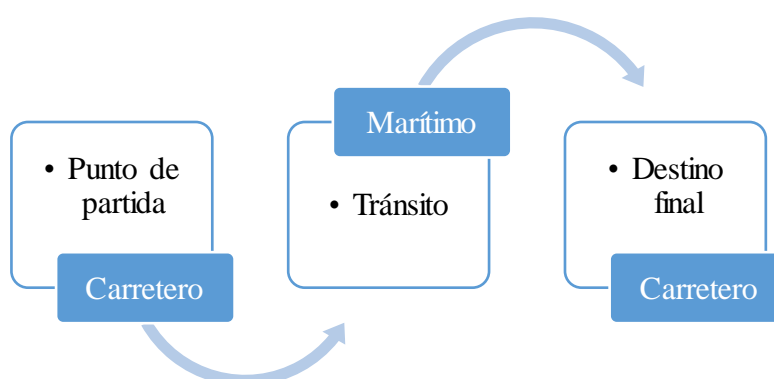 • Punto de
partida
Carretero
Marítimo
• Tránsito
• Destino
final
Carretero